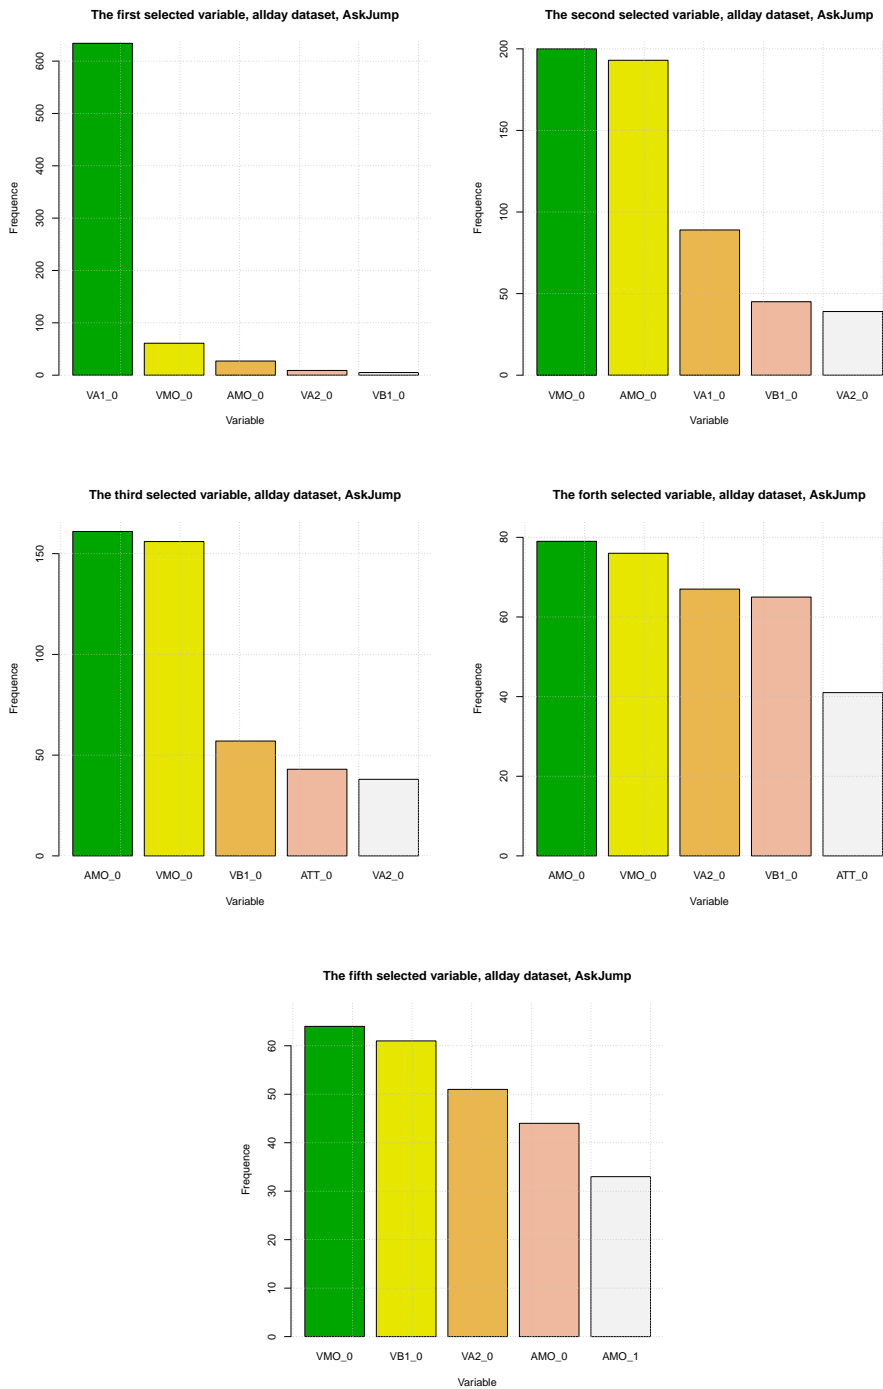 The first selected variable, allday dataset, AskJump
Frequence
600
500
400
300
200
100
0
VA1_0 VMO_0 AMO_0 VA2_0 VB1_0
Variable
The second selected variable, allday dataset, AskJump
Frequence
200
150
100
50
0
VMO_0 AMO_0 VA1_0 VB1_0 VA2_0
Variable
The third selected variable, allday dataset, AskJump
Frequence
150
100
50
0
AMO_0 VMO_0 VB1_0 ATT_0 VA2_0
Variable
The forth selected variable, allday dataset, AskJump
Frequence
80
60
40
20
0
AMO_0 VMO_0 VA2_0 VB1_0 ATT_0
Variable
The fifth selected variable, allday dataset, AskJump
Frequence
60
50
40
30
20
10
0
VMO_0 VB1_0 VA2_0 AMO_0 AMO_1
Variable